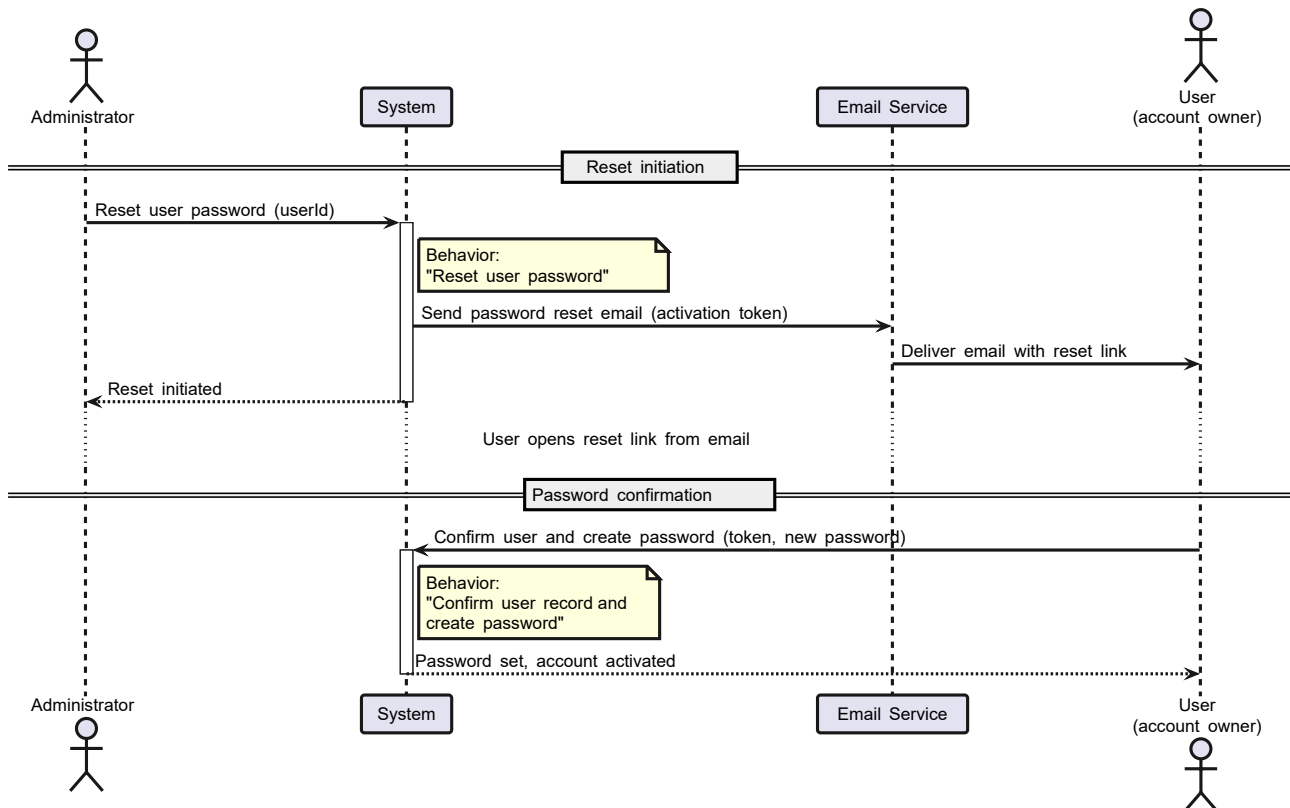 Administrator
System
Email Service
User
(account owner)
Reset initiation
Reset user password (userId)
Behavior:
"Reset user password"
Send password reset email (activation token)
Deliver email with reset link
Reset initiated
User opens reset link from email
Password confirmation
Confirm user and create password (token, new password)
Behavior:
"Confirm user record and
create password"
Password set, account activated
Administrator
System
Email Service
User
(account owner)